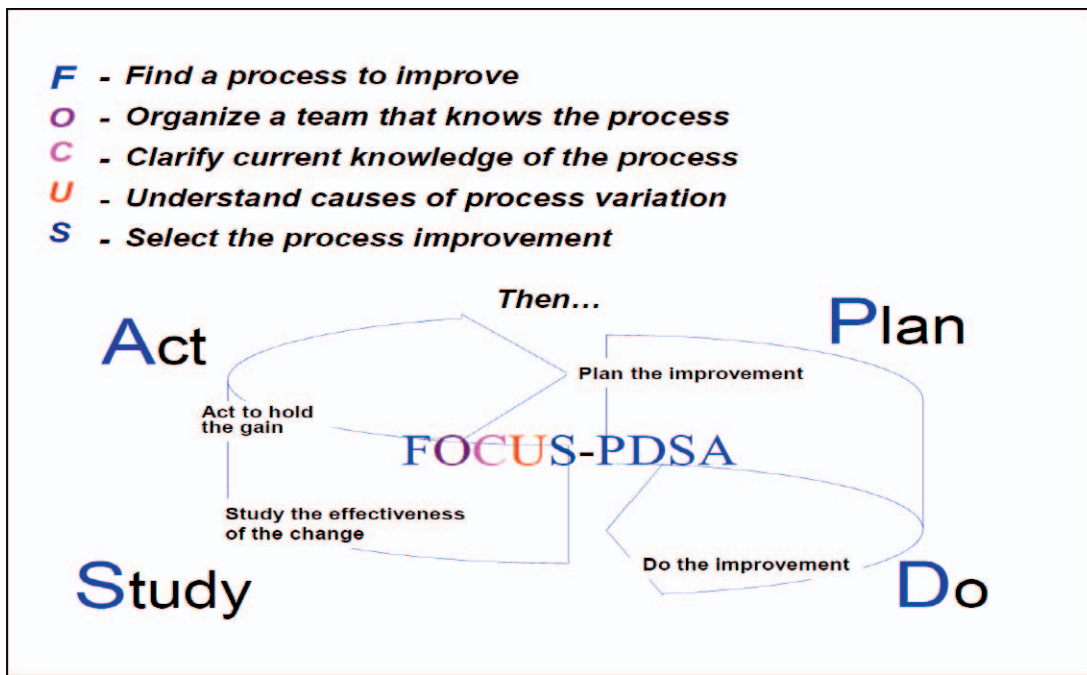 F - Find a process to improve
O - Organize a team that knows the process
C - Clarify current knowledge of the process
U - Understand causes of process variation
S - Select the process improvement
Then...
Act
Plan
Plan the improvement
Act to hold
the gain
FOCUS-PDSA
Study the effectiveness
of the change
Do the improvement
Study
Do